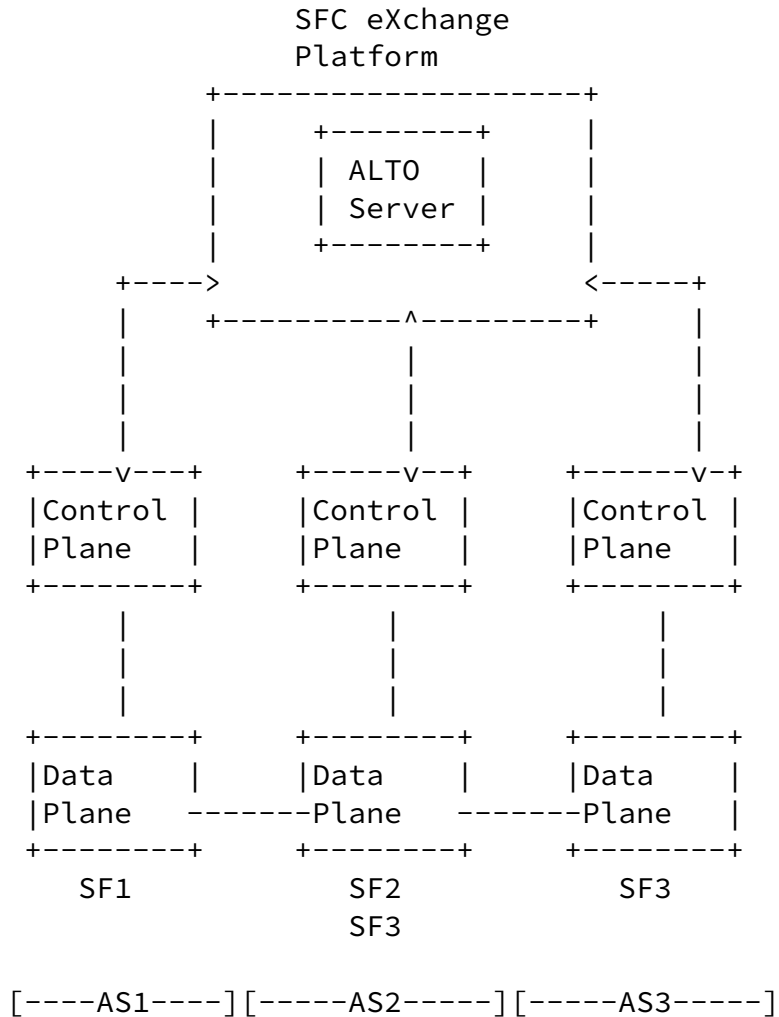 SFC eXchange
                Platform
           +--------------------+
           |     +--------+     |
           |     | ALTO   |     |
           |     | Server |     |
           |     +--------+     |
      +---->                    <-----+
      |    +----------^---------+     |
      |               |               |
      |               |               |
      |               |               |
 +----v---+     +-----v--+     +------v-+
 |Control |     |Control |     |Control |
 |Plane   |     |Plane   |     |Plane   |
 +--------+     +--------+     +--------+
      |              |              |
      |              |              |
      |              |              |
 +--------+     +--------+     +--------+
 |Data    |     |Data    |     |Data    |
 |Plane   -------Plane   -------Plane   |
 +--------+     +--------+     +--------+
    SF1            SF2            SF3
                   SF3

[----AS1----][-----AS2-----][-----AS3-----]